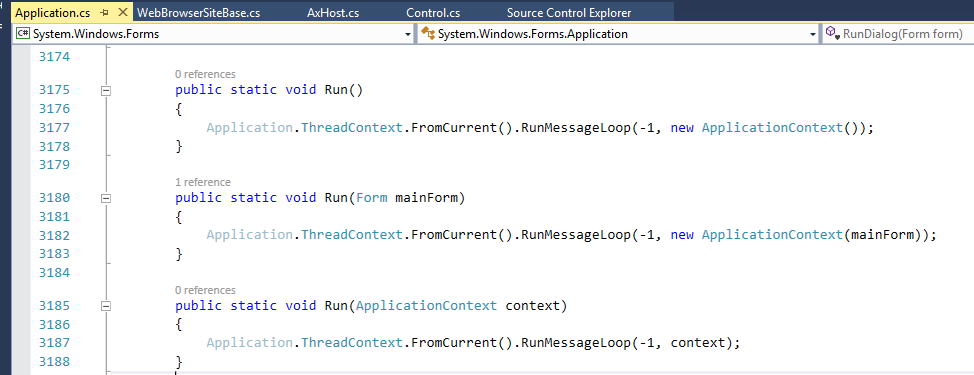 Application.cs WebBrowserSiteBase.cs AxHost.cs Control.cs Source Control Explorer
C# System.Windows.Forms System.Windows.Forms.Application RunDialog(Form form)
3174
0 references
3175 public static void Run()
3176 {
3177 Application.ThreadContext.FromCurrent().RunMessageLoop(-1, new ApplicationContext());
3178 }
3179
1 reference
3180 public static void Run(Form mainForm)
3181 {
3182 Application.ThreadContext.FromCurrent().RunMessageLoop(-1, new ApplicationContext(mainForm));
3183 }
3184
0 references
3185 public static void Run(ApplicationContext context)
3186 {
3187 Application.ThreadContext.FromCurrent().RunMessageLoop(-1, context);
3188 }